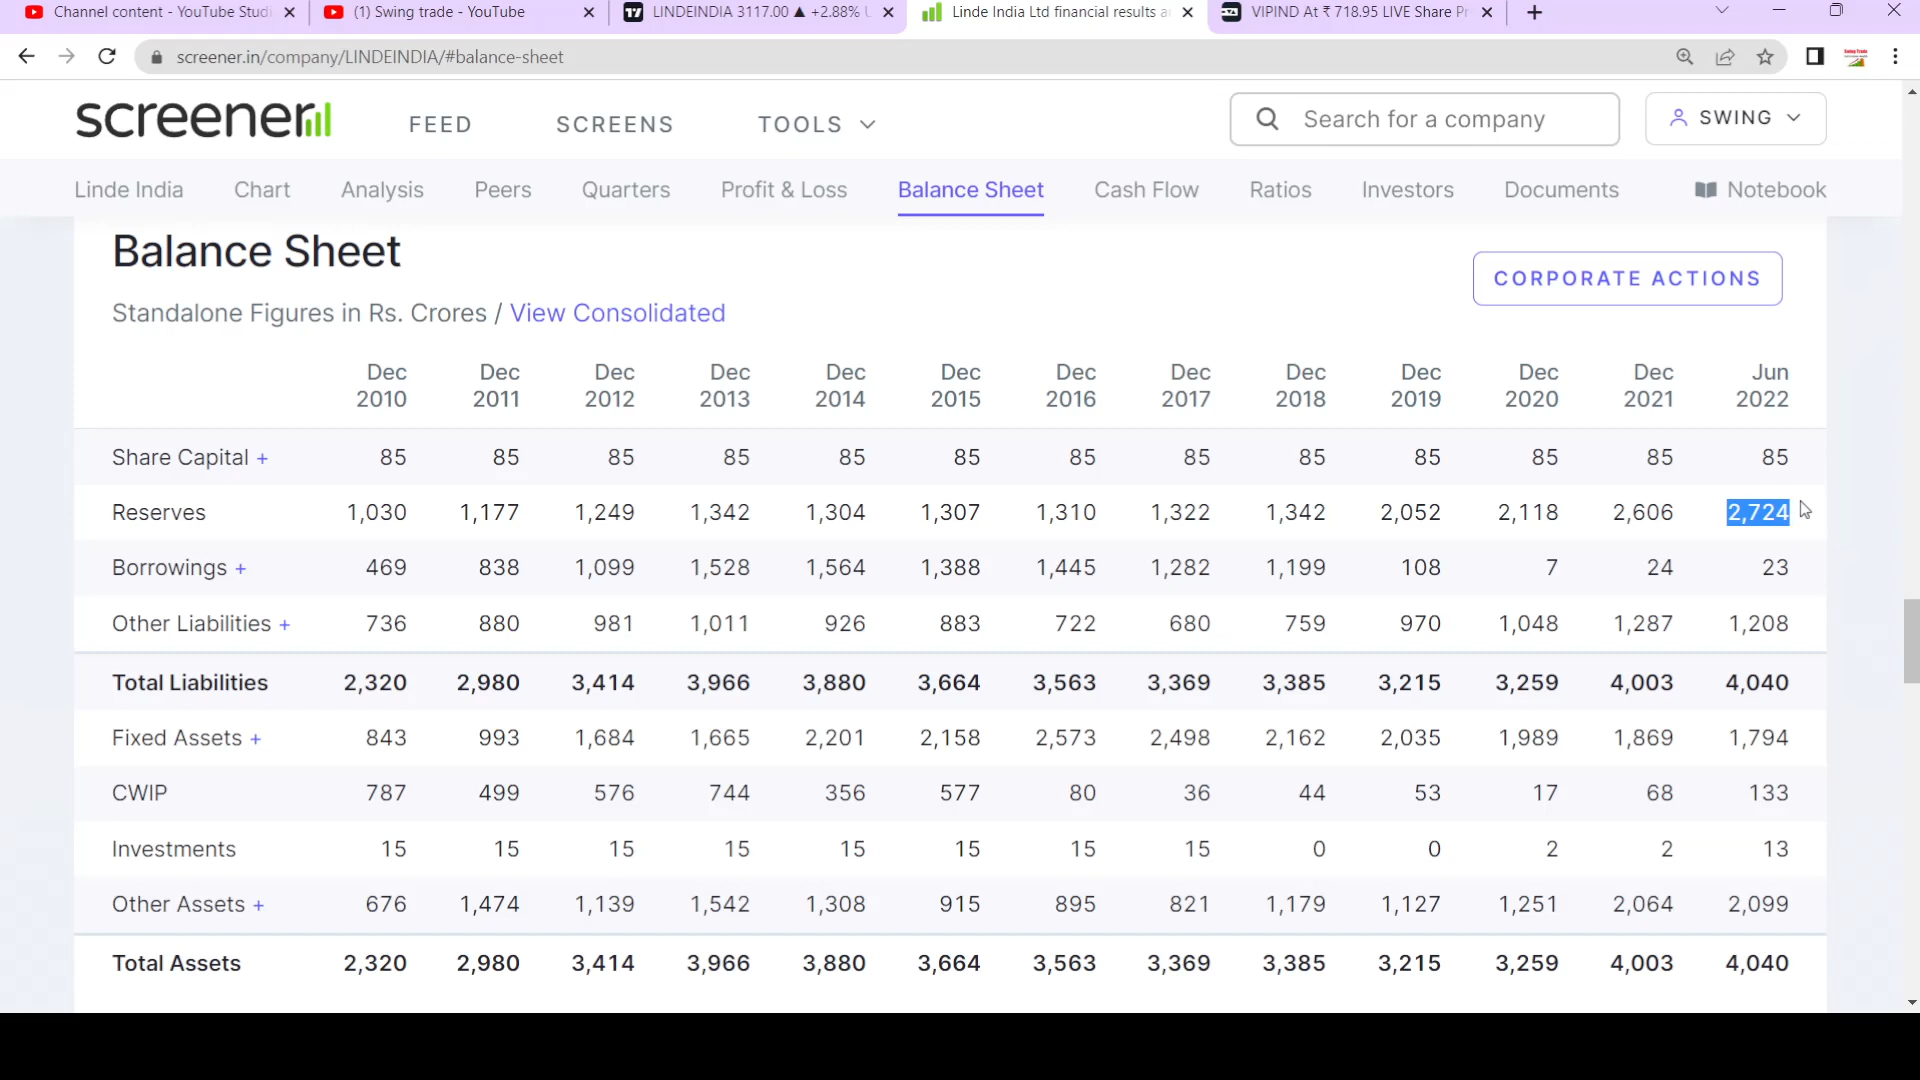 Channel content - YouTube Studi
(1) Swing trade - YouTube
LINDEINDIA 3117.00 ▲ +2.88% U
Linde India Ltd financial results a
VIPIND At ₹ 718.95 LIVE Share Pr
screener.in/company/LINDEINDIA/#balance-sheet
screener
FEED SCREENS TOOLS
Search for a company
SWING
Linde India Chart Analysis Peers Quarters Profit & Loss Balance Sheet Cash Flow Ratios Investors Documents Notebook
Balance Sheet
CORPORATE ACTIONS
Standalone Figures in Rs. Crores / View Consolidated
Dec 2010 Dec 2011 Dec 2012 Dec 2013 Dec 2014 Dec 2015 Dec 2016 Dec 2017 Dec 2018 Dec 2019 Dec 2020 Dec 2021 Jun 2022
Share Capital + 85 85 85 85 85 85 85 85 85 85 85 85 85
Reserves 1,030 1,177 1,249 1,342 1,304 1,307 1,310 1,322 1,342 2,052 2,118 2,606 2,724
Borrowings + 469 838 1,099 1,528 1,564 1,388 1,445 1,282 1,199 108 7 24 23
Other Liabilities + 736 880 981 1,011 926 883 722 680 759 970 1,048 1,287 1,208
Total Liabilities 2,320 2,980 3,414 3,966 3,880 3,664 3,563 3,369 3,385 3,215 3,259 4,003 4,040
Fixed Assets + 843 993 1,684 1,665 2,201 2,158 2,573 2,498 2,162 2,035 1,989 1,869 1,794
CWIP 787 499 576 744 356 577 80 36 44 53 17 68 133
Investments 15 15 15 15 15 15 15 15 0 0 2 2 13
Other Assets + 676 1,474 1,139 1,542 1,308 915 895 821 1,179 1,127 1,251 2,064 2,099
Total Assets 2,320 2,980 3,414 3,966 3,880 3,664 3,563 3,369 3,385 3,215 3,259 4,003 4,040